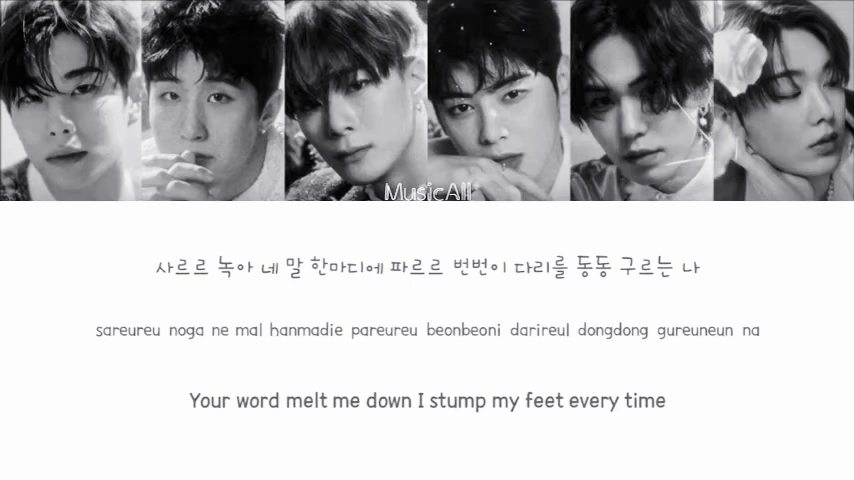 MusicAll
사르르 녹아 네 말 한마디에 파르르 번번이 다리를 동동 구르는 나
sareureu noga ne mal hanmadie pareureu beonbeoni darireul dongdong gureuneun na
Your word melt me down I stump my feet every time